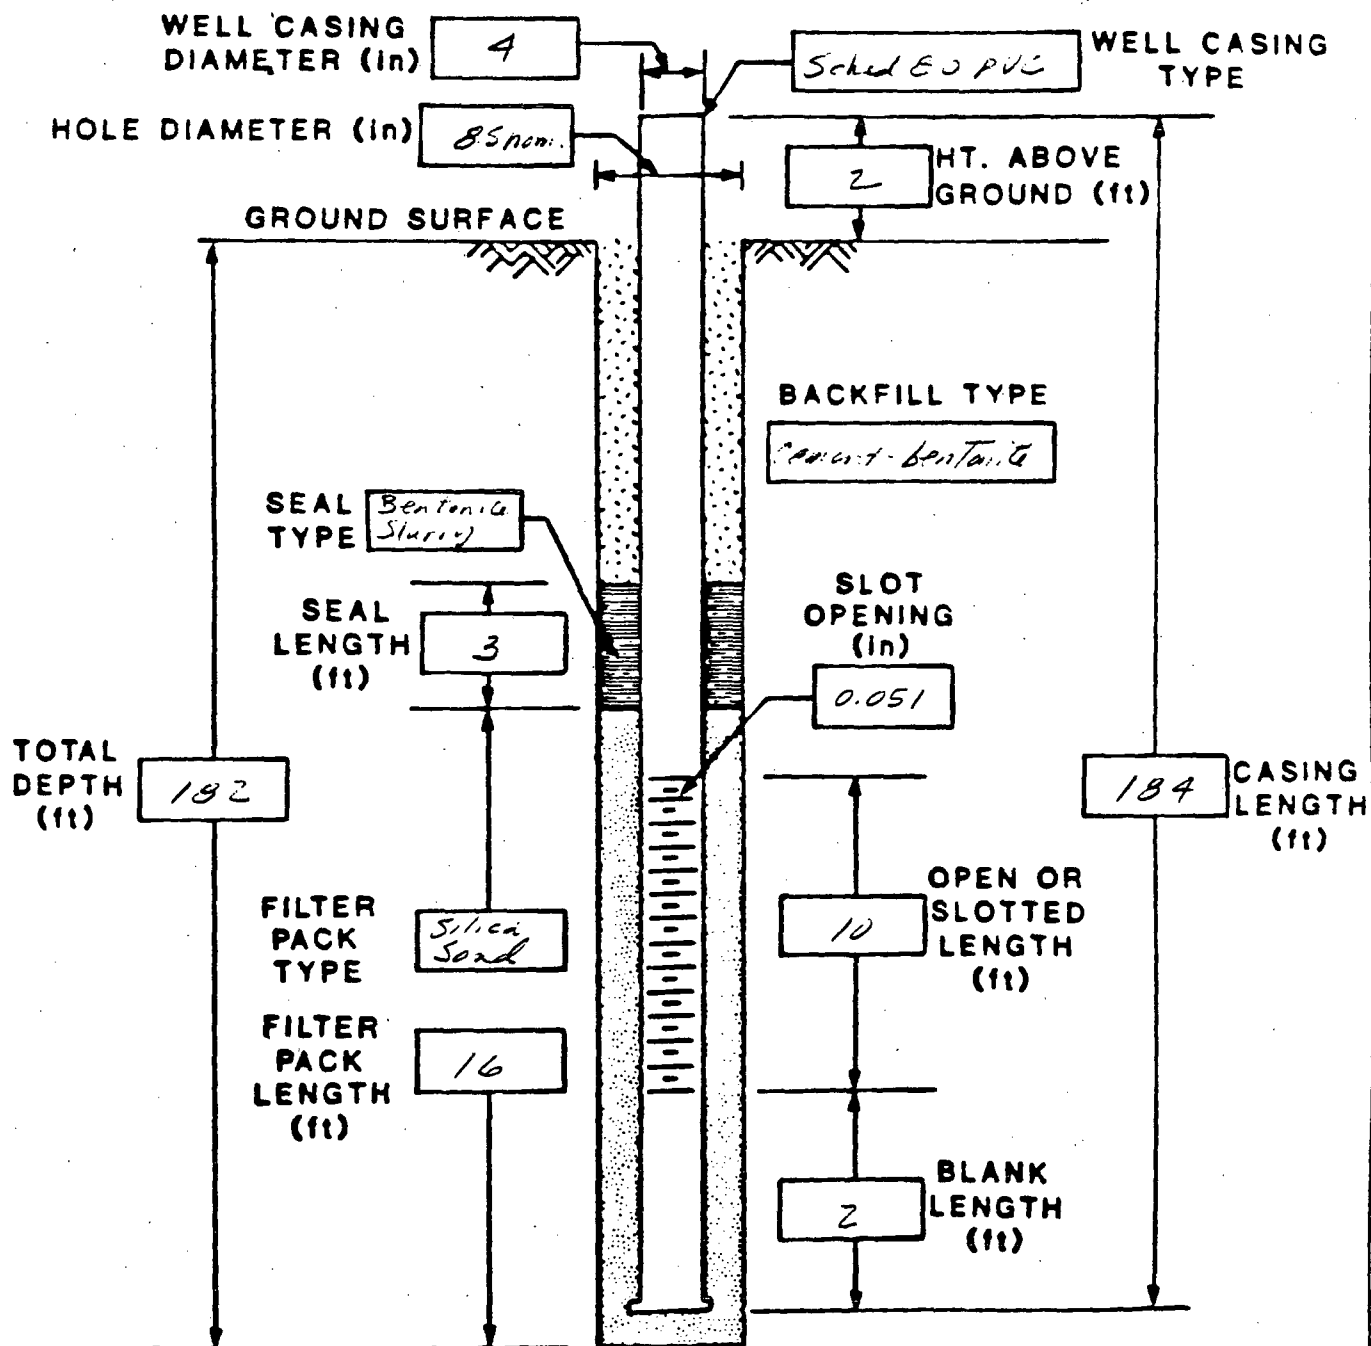 WELL CASING
DIAMETER (in)
4
Sched 80 PVC
WELL CASING
TYPE
HOLE DIAMETER (in)
8.5 nom.
2
HT. ABOVE
GROUND (ft)
GROUND SURFACE
BACKFILL TYPE
Cement-bentonite
SEAL
TYPE
Bentonite
Slurry
SLOT
OPENING
(in)
0.051
SEAL
LENGTH
(ft)
3
TOTAL
DEPTH
(ft)
182
184
CASING
LENGTH
(ft)
FILTER
PACK
TYPE
Silica
Sand
10
OPEN OR
SLOTTED
LENGTH
(ft)
FILTER
PACK
LENGTH
(ft)
16
2
BLANK
LENGTH
(ft)